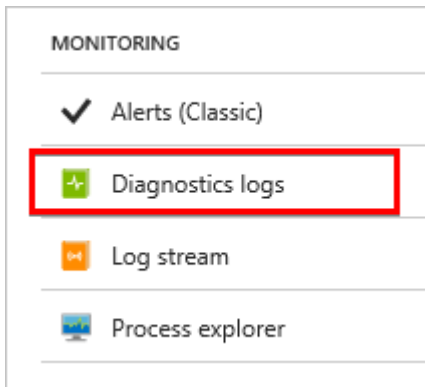 MONITORING
Alerts (Classic)
Diagnostics logs
Log stream
Process explorer